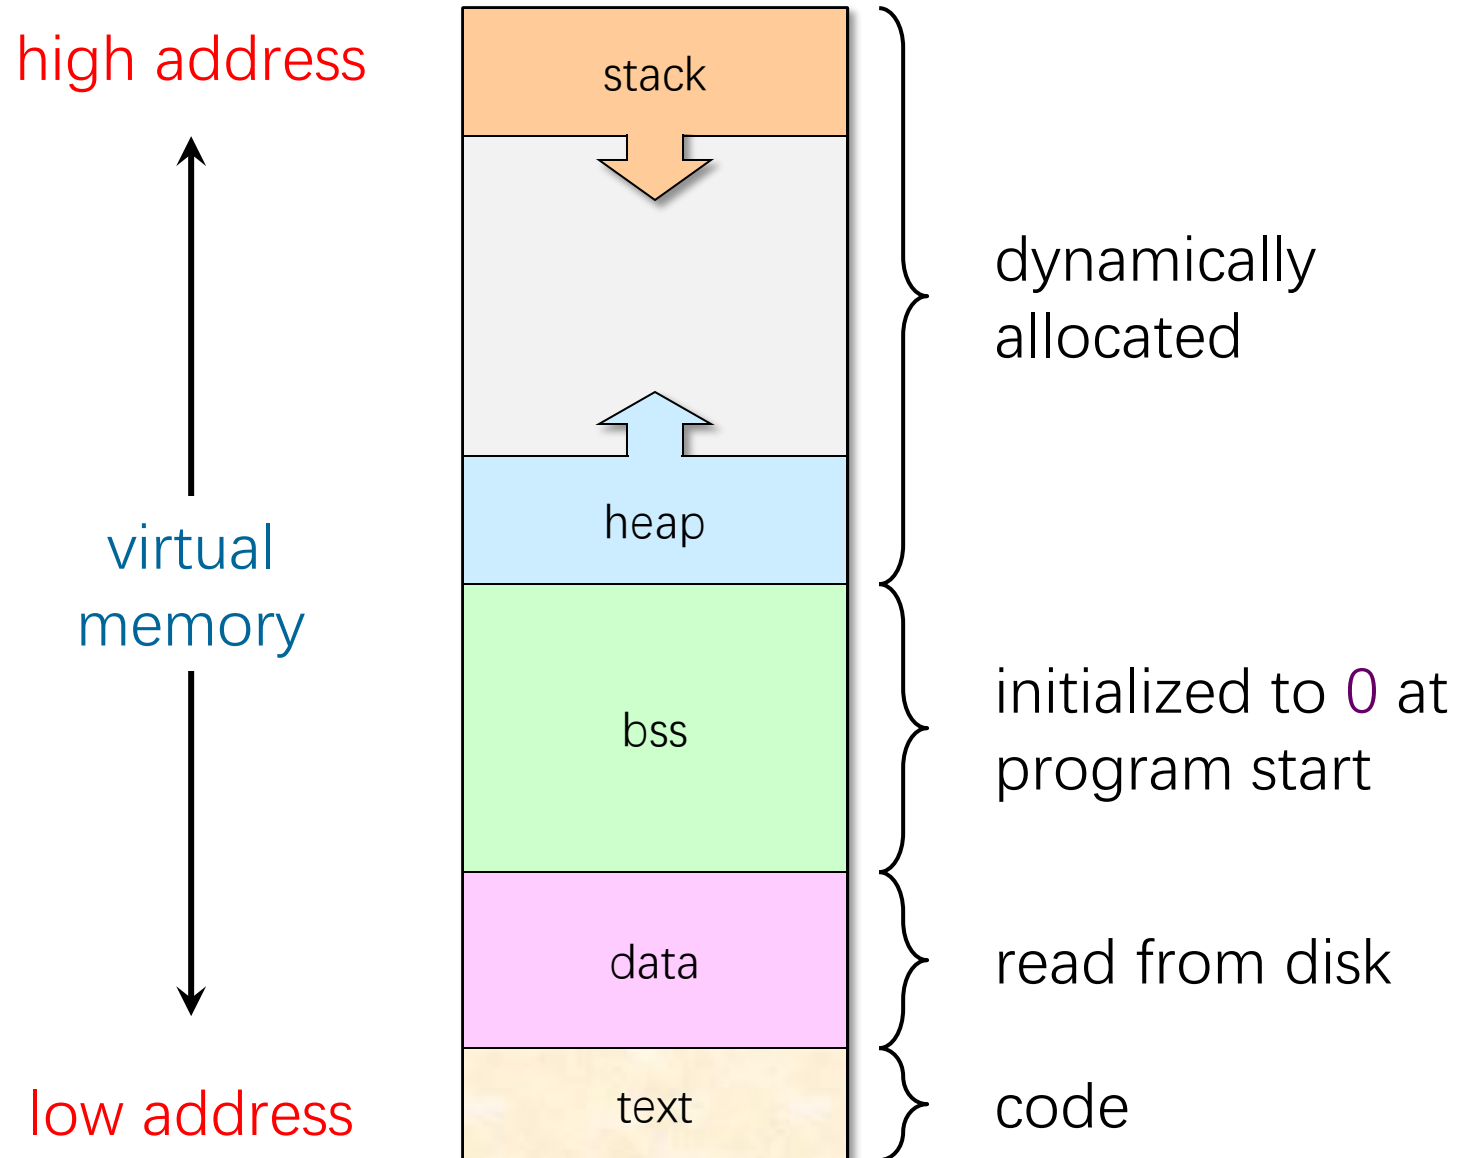 high address
stack
dynamically
allocated
heap
virtual
memory
bss
initialized to 0 at
program start
data
read from disk
low address
text
code